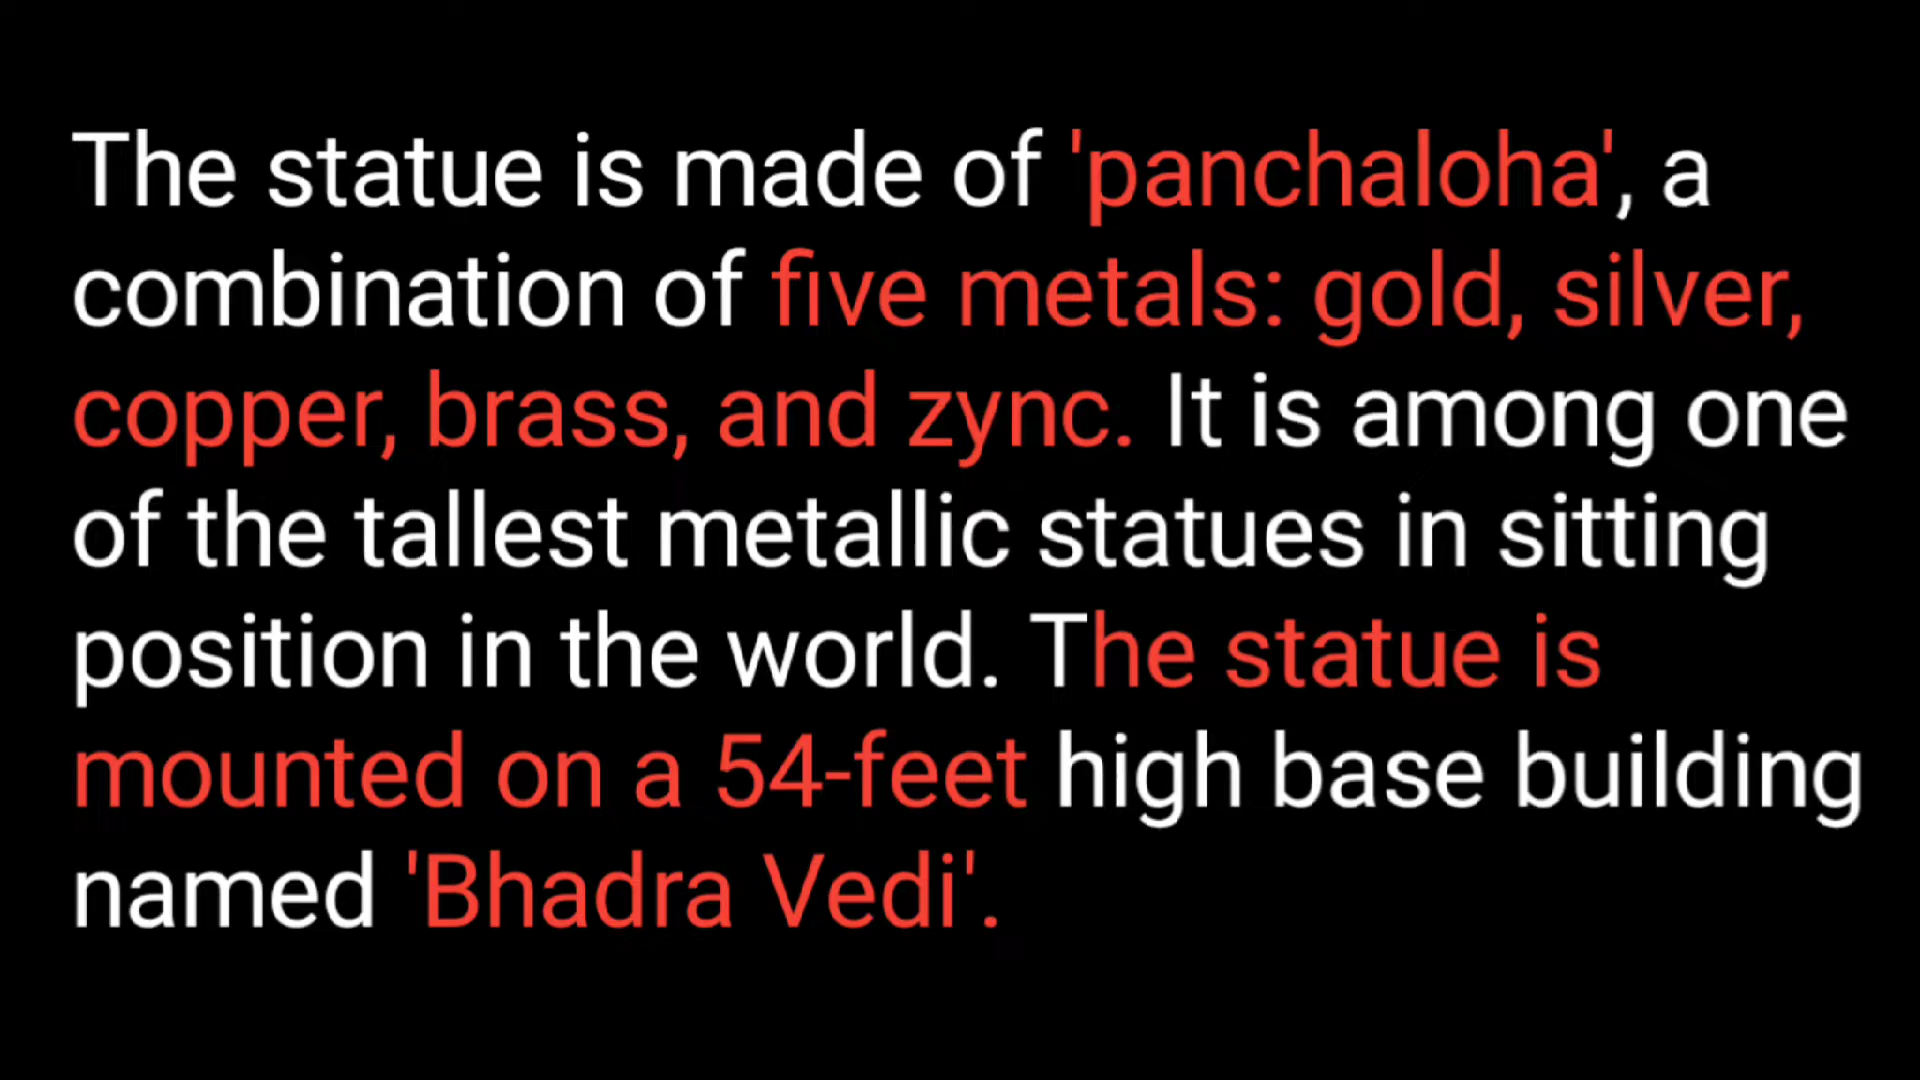 The statue is made of 'panchaloha', a
combination of five metals: gold, silver,
copper, brass, and zync. It is among one
of the tallest metallic statues in sitting
position in the world. The statue is
mounted on a 54-feet high base building
named 'Bhadra Vedi'.